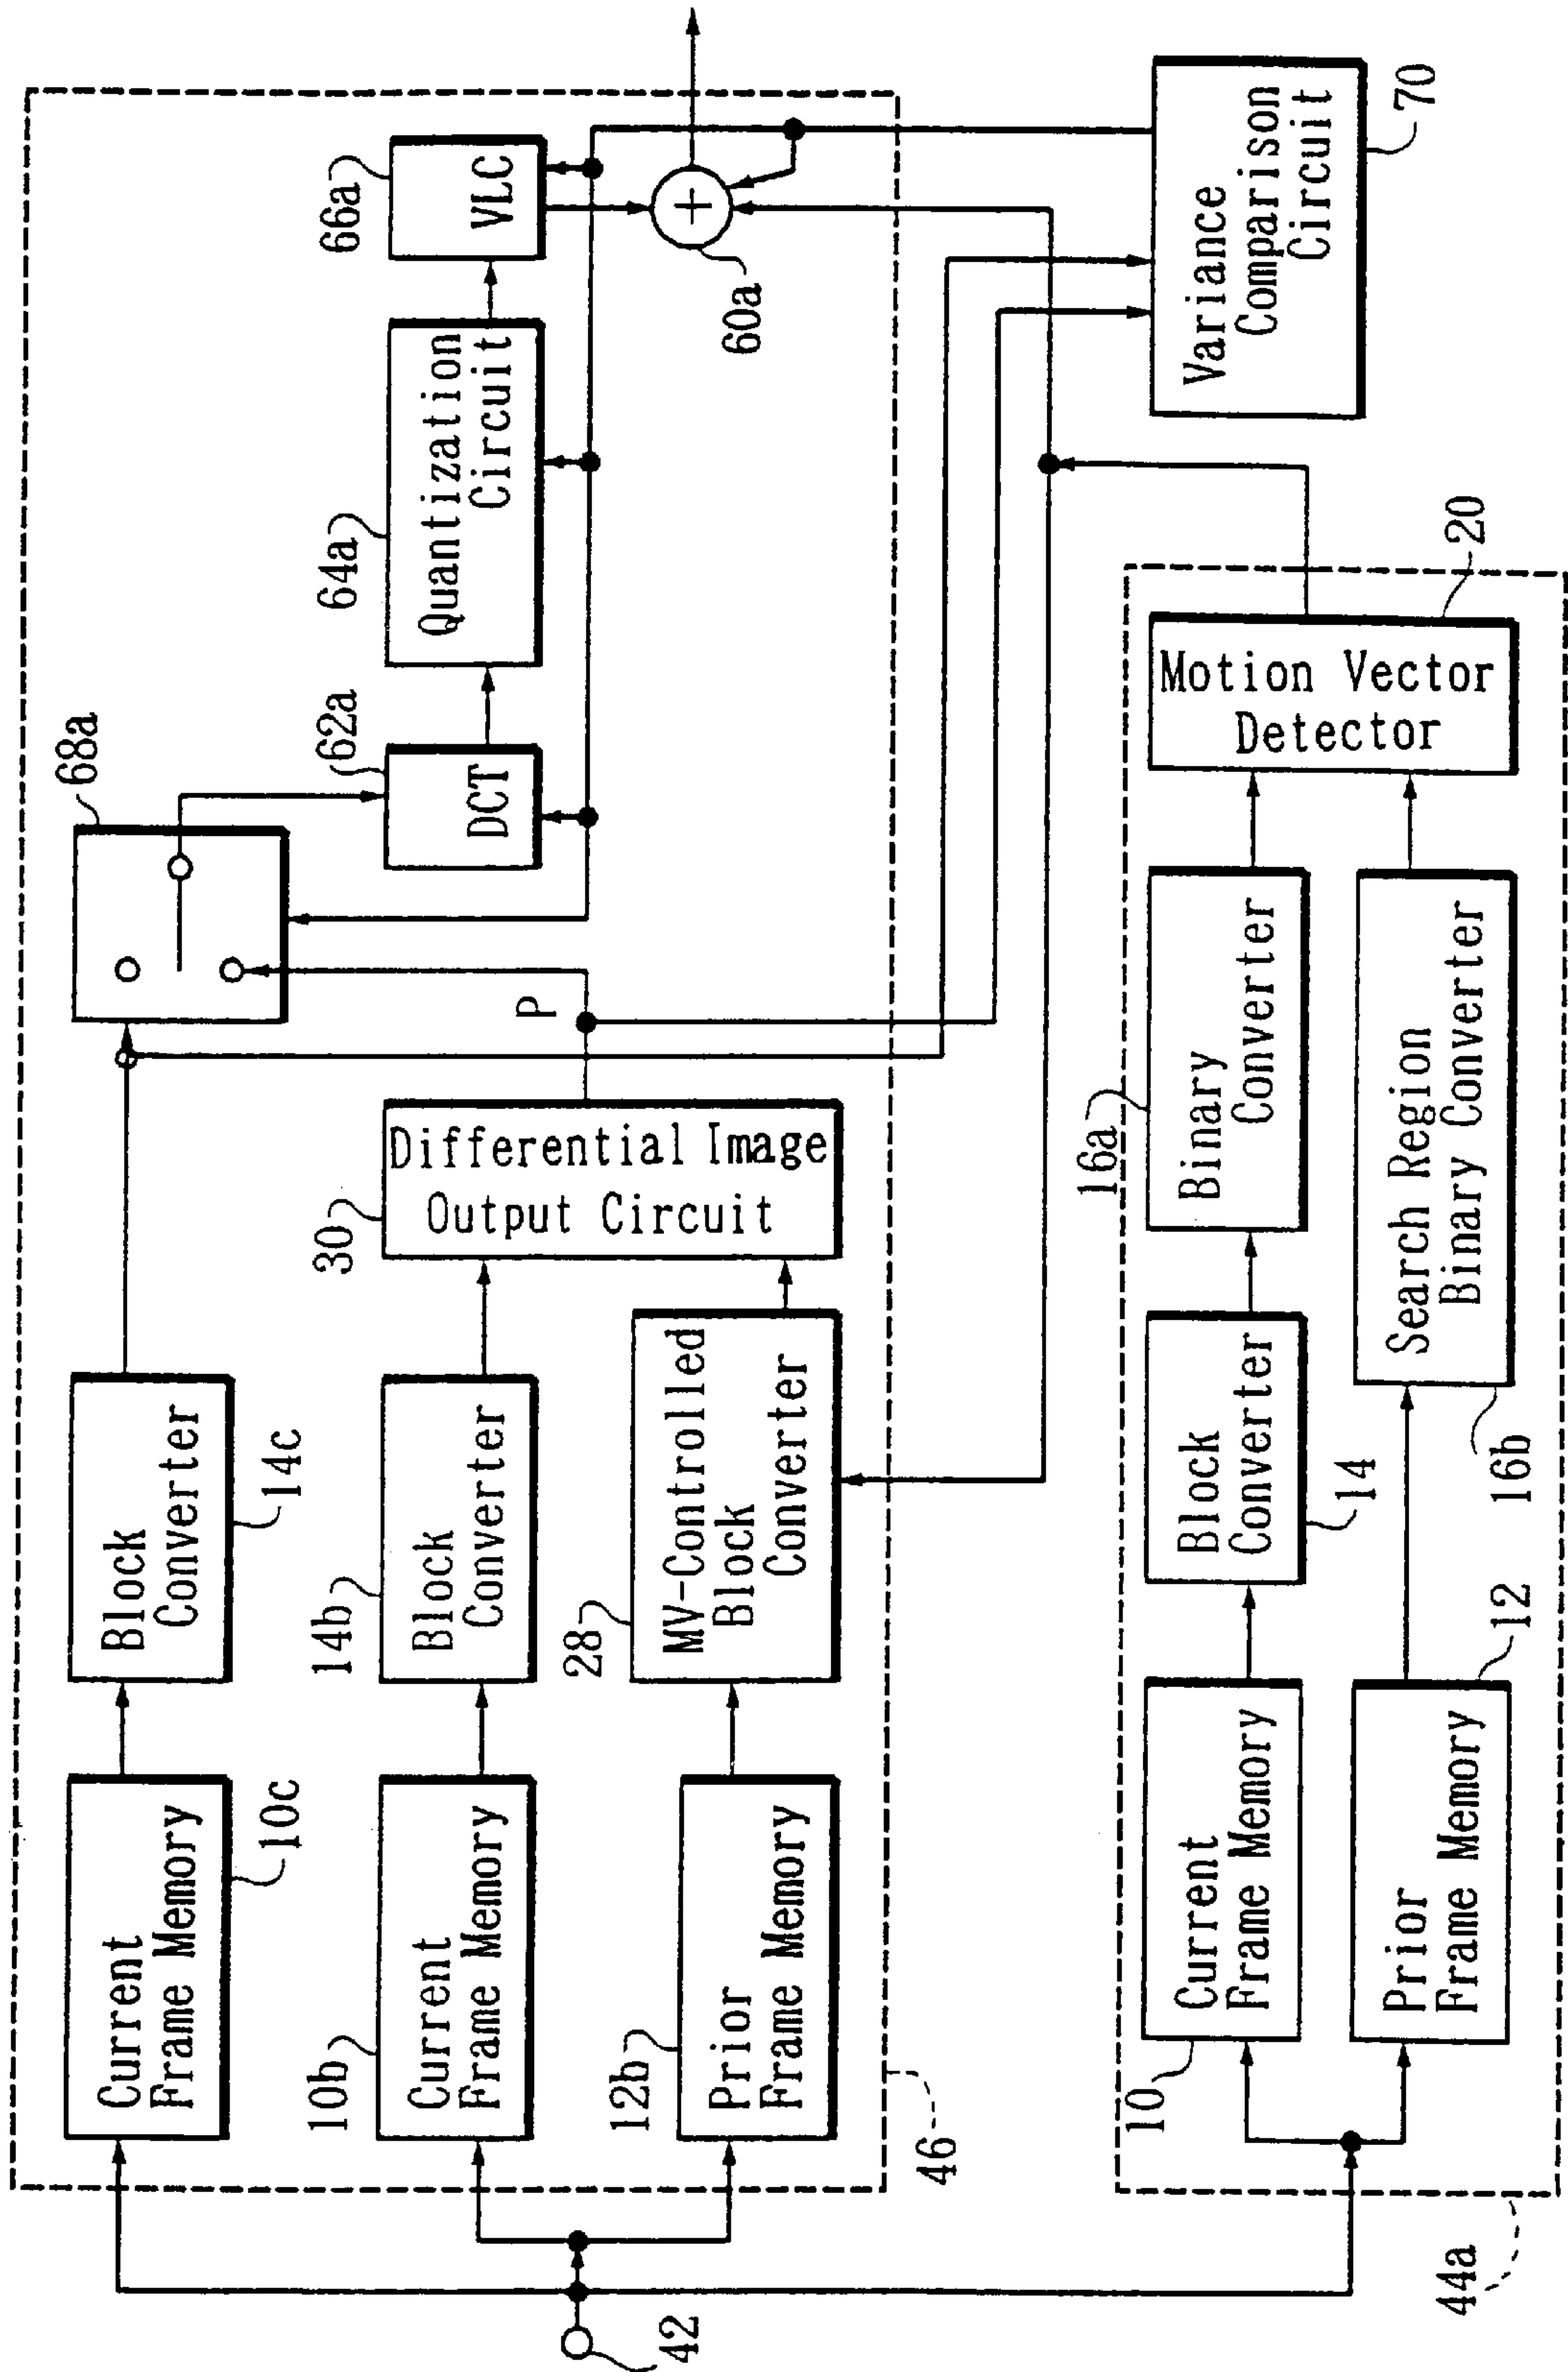 Current
Frame Memory
10c
Block
Converter
14c
68a
62a
DCT
64a
Quantization
Circuit
66a
VLC
60a
10b
Current
Frame Memory
14b
Block
Converter
30
Differential Image
Output Circuit
P
12b
Prior
Frame Memory
28
MV-Controlled
Block
Converter
42
46
Variance
Comparison
Circuit
70
10
Current
Frame Memory
Block
Converter
14
16a
Binary
Converter
Motion Vector
Detector
20
Prior
Frame Memory
12
Search Region
Binary Converter
16b
44a